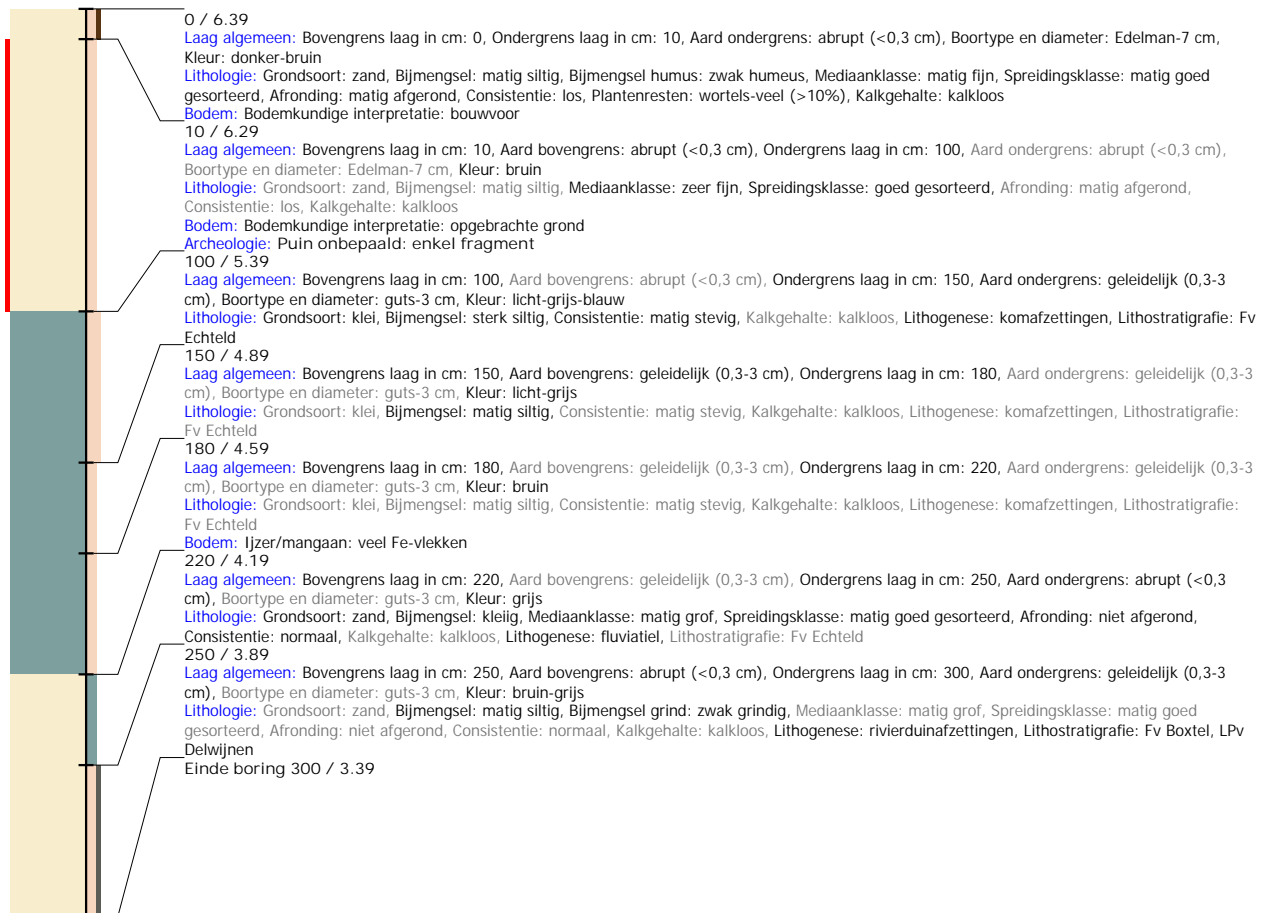 0 / 6.39
Laag algemeen: Bovengrens laag in cm: 0, Ondergrens laag in cm: 10, Aard ondergrens: abrupt (<0,3 cm), Boortype en diameter: Edelman-7 cm,
Kleur: donker-bruin
Lithologie: Grondsoort: zand, Bijmengsel: matig siltig, Bijmengsel humus: zwak humeus, Mediaanklasse: matig fijn, Spreidingsklasse: matig goed
gesorteerd, Afronding: matig afgerond, Consistentie: los, Plantenresten: wortels-veel (>10%), Kalkgehalte: kalkloos
Bodem: Bodemkundige interpretatie: bouwvoor
10 / 6.29
Laag algemeen: Bovengrens laag in cm: 10, Aard bovengrens: abrupt (<0,3 cm), Ondergrens laag in cm: 100, Aard ondergrens: abrupt (<0,3 cm),
Boortype en diameter: Edelman-7 cm, Kleur: bruin
Lithologie: Grondsoort: zand, Bijmengsel: matig siltig, Mediaanklasse: zeer fijn, Spreidingsklasse: goed gesorteerd, Afronding: matig afgerond,
Consistentie: los, Kalkgehalte: kalkloos
Bodem: Bodemkundige interpretatie: opgebrachte grond
Archeologie: Puin onbepaald: enkel fragment
100 / 5.39
Laag algemeen: Bovengrens laag in cm: 100, Aard bovengrens: abrupt (<0,3 cm), Ondergrens laag in cm: 150, Aard ondergrens: geleidelijk (0,3-3
cm), Boortype en diameter: guts-3 cm, Kleur: licht-grijs-blauw
Lithologie: Grondsoort: klei, Bijmengsel: sterk siltig, Consistentie: matig stevig, Kalkgehalte: kalkloos, Lithogenese: komafzettingen, Lithostratigrafie: Fv
Echteld
150 / 4.89
Laag algemeen: Bovengrens laag in cm: 150, Aard bovengrens: geleidelijk (0,3-3 cm), Ondergrens laag in cm: 180, Aard ondergrens: geleidelijk (0,3-3
cm), Boortype en diameter: guts-3 cm, Kleur: licht-grijs
Lithologie: Grondsoort: klei, Bijmengsel: matig siltig, Consistentie: matig stevig, Kalkgehalte: kalkloos, Lithogenese: komafzettingen, Lithostratigrafie:
Fv Echteld
180 / 4.59
Laag algemeen: Bovengrens laag in cm: 180, Aard bovengrens: geleidelijk (0,3-3 cm), Ondergrens laag in cm: 220, Aard ondergrens: geleidelijk (0,3-3
cm), Boortype en diameter: guts-3 cm, Kleur: bruin
Lithologie: Grondsoort: klei, Bijmengsel: matig siltig, Consistentie: matig stevig, Kalkgehalte: kalkloos, Lithogenese: komafzettingen, Lithostratigrafie:
Fv Echteld
Bodem: Ijzer/mangaan: veel Fe-vlekken
220 / 4.19
Laag algemeen: Bovengrens laag in cm: 220, Aard bovengrens: geleidelijk (0,3-3 cm), Ondergrens laag in cm: 250, Aard ondergrens: abrupt (<0,3
cm), Boortype en diameter: guts-3 cm, Kleur: grijs
Lithologie: Grondsoort: zand, Bijmengsel: kleiig, Mediaanklasse: matig grof, Spreidingsklasse: matig goed gesorteerd, Afronding: niet afgerond,
Consistentie: normaal, Kalkgehalte: kalkloos, Lithogenese: fluviatiel, Lithostratigrafie: Fv Echteld
250 / 3.89
Laag algemeen: Bovengrens laag in cm: 250, Aard bovengrens: abrupt (<0,3 cm), Ondergrens laag in cm: 300, Aard ondergrens: geleidelijk (0,3-3
cm), Boortype en diameter: guts-3 cm, Kleur: bruin-grijs
Lithologie: Grondsoort: zand, Bijmengsel: matig siltig, Bijmengsel grind: zwak grindig, Mediaanklasse: matig grof, Spreidingsklasse: matig goed
gesorteerd, Afronding: niet afgerond, Consistentie: normaal, Kalkgehalte: kalkloos, Lithogenese: rivierduinafzettingen, Lithostratigrafie: Fv Boxtel, LPv
Delwijnen
Einde boring 300 / 3.39